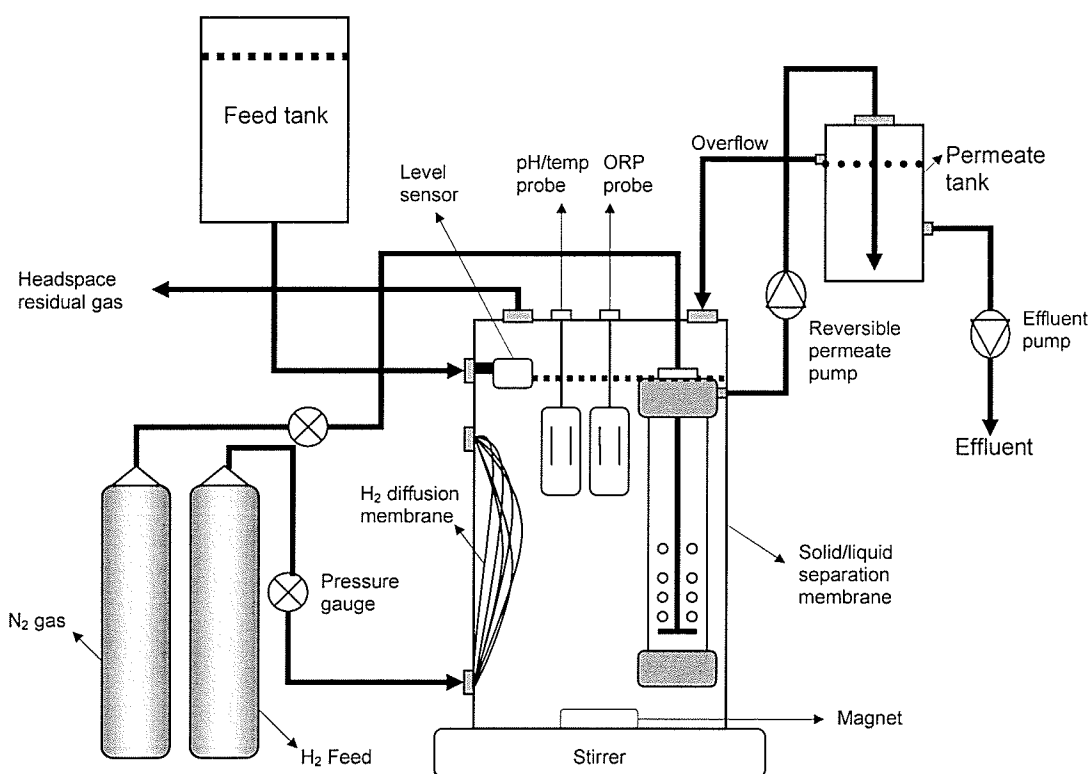 Feed tank
Overflow
pH/temp
probe
ORP
probe
Permeate
tank
Level
sensor
Headspace
residual gas
Reversible
permeate
pump
Effluent
pump
Effluent
H₂ diffusion
membrane
Solid/liquid
separation
membrane
Pressure
gauge
N₂ gas
H₂ Feed
Magnet
Stirrer